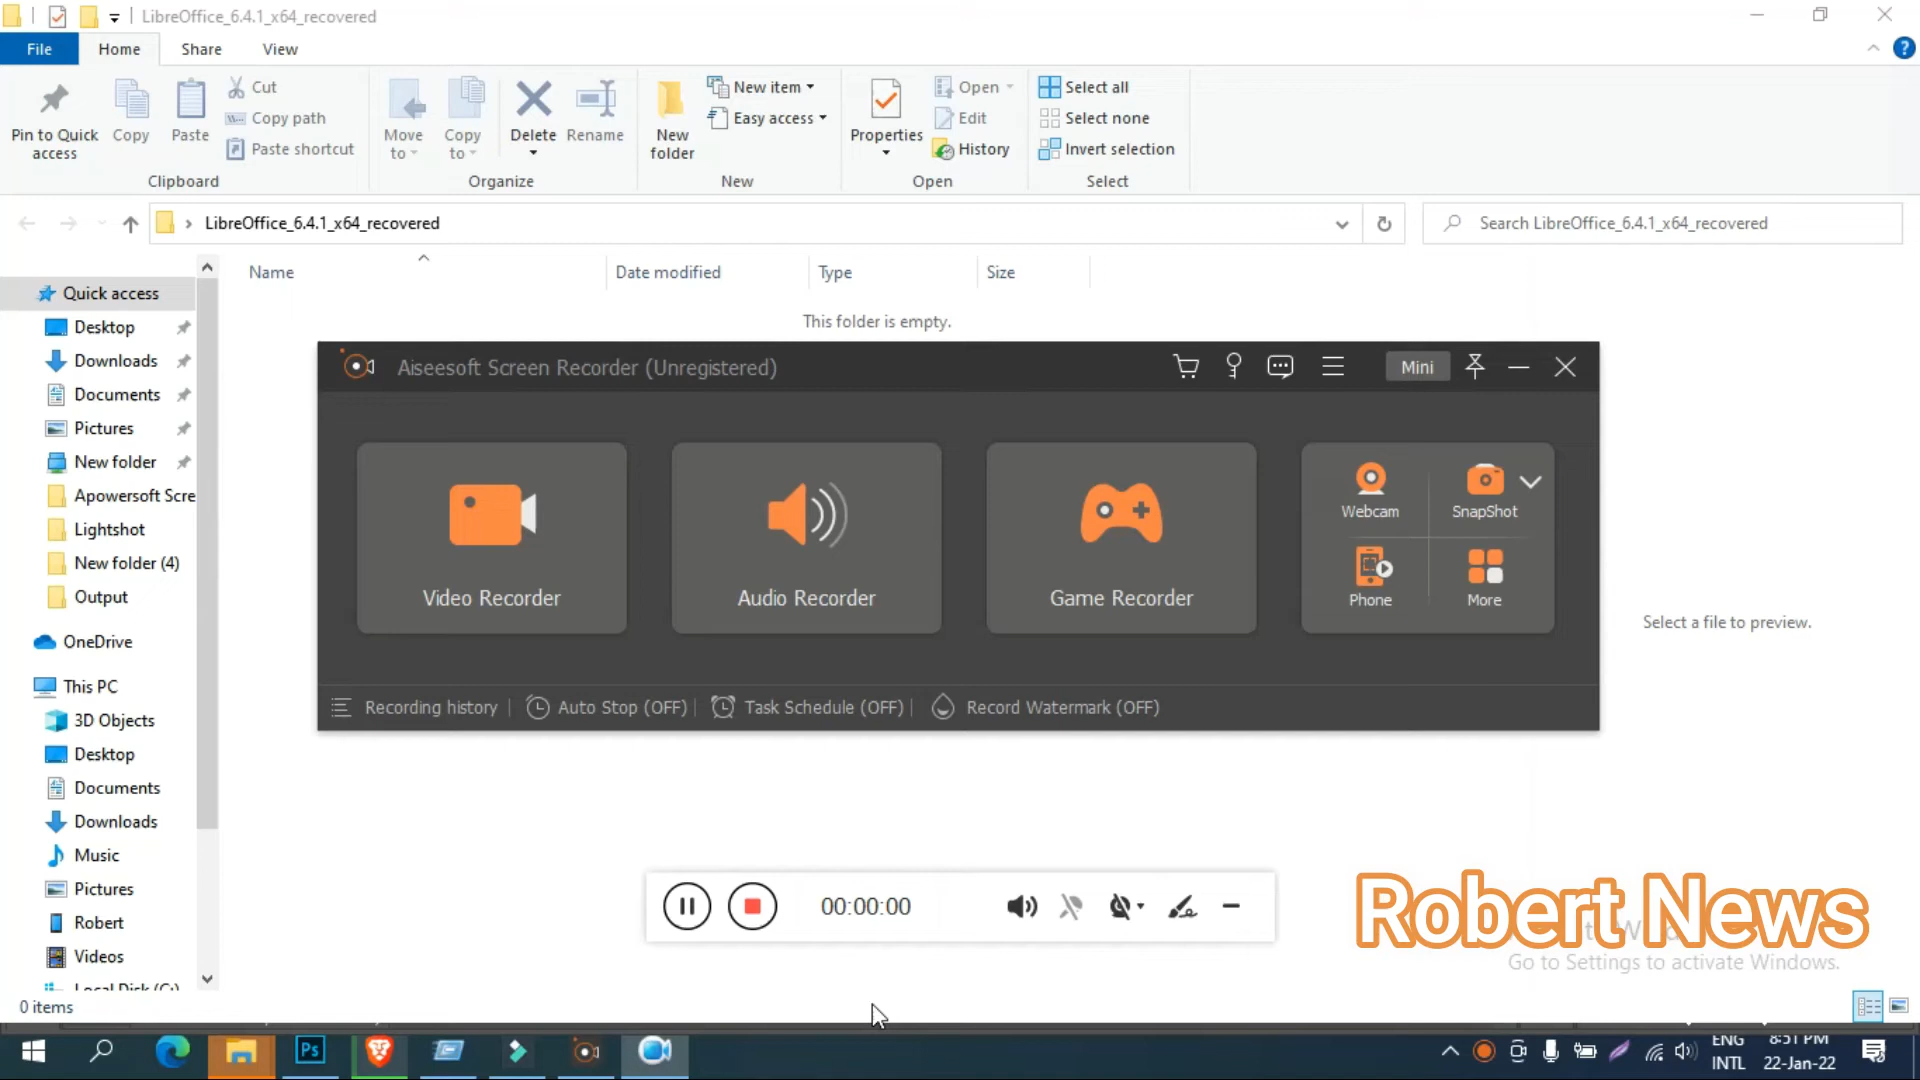 LibreOffice_6.4.1_x64_recovered
File Home Share View
Pin to Quick access
Copy
Paste
Cut
Copy path
Paste shortcut
Clipboard
Move to
Copy to
Delete
Rename
Organize
New folder
New item
Easy access
New
Properties
Open
Edit
History
Open
Select all
Select none
Invert selection
Select
LibreOffice_6.4.1_x64_recovered
Search LibreOffice_6.4.1_x64_recovered
Name Date modified Type Size
This folder is empty.
Quick access
Desktop
Downloads
Documents
Pictures
New folder
Apowersoft Scre
Lightshot
New folder (4)
Output
OneDrive
This PC
3D Objects
Desktop
Documents
Downloads
Music
Pictures
Robert
Videos
Local Disk (C:)
Aiseesoft Screen Recorder (Unregistered)
Mini
Video Recorder
Audio Recorder
Game Recorder
Webcam
SnapShot
Phone
More
Recording history | Auto Stop (OFF) | Task Schedule (OFF) | Record Watermark (OFF)
Select a file to preview.
00:00:00
Robert News
Go to Settings to activate Windows.
0 items
Ps
ENG
INTL
8:51 PM
22-Jan-22